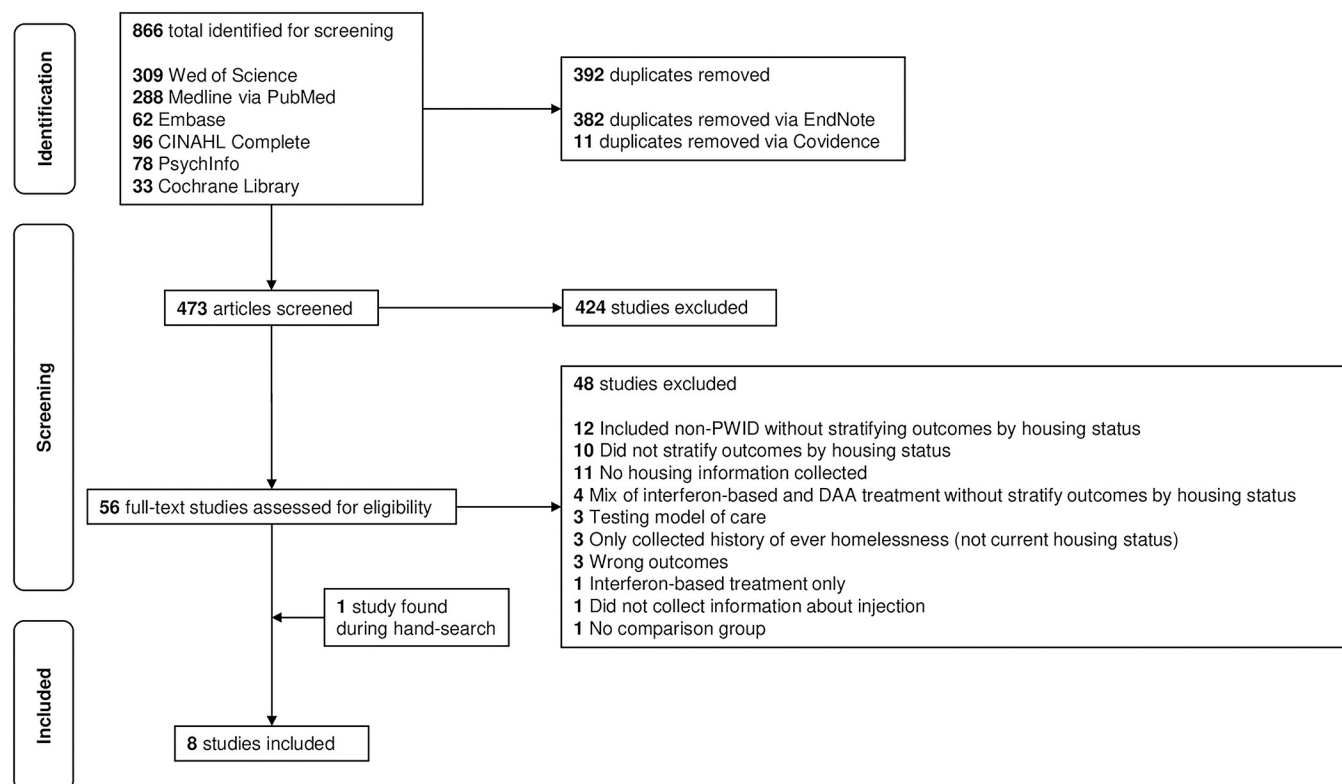 Identification
866 total identified for screening
309 Wed of Science
288 Medline via PubMed
62 Embase
96 CINAHL Complete
78 PsychInfo
33 Cochrane Library
392 duplicates removed
382 duplicates removed via EndNote
11 duplicates removed via Covidence
Screening
473 articles screened
424 studies excluded
56 full-text studies assessed for eligibility
48 studies excluded
12 Included non-PWID without stratifying outcomes by housing status
10 Did not stratify outcomes by housing status
11 No housing information collected
4 Mix of interferon-based and DAA treatment without stratify outcomes by housing status
3 Testing model of care
3 Only collected history of ever homelessness (not current housing status)
3 Wrong outcomes
1 Interferon-based treatment only
1 Did not collect information about injection
1 No comparison group
1 study found
during hand-search
Included
8 studies included